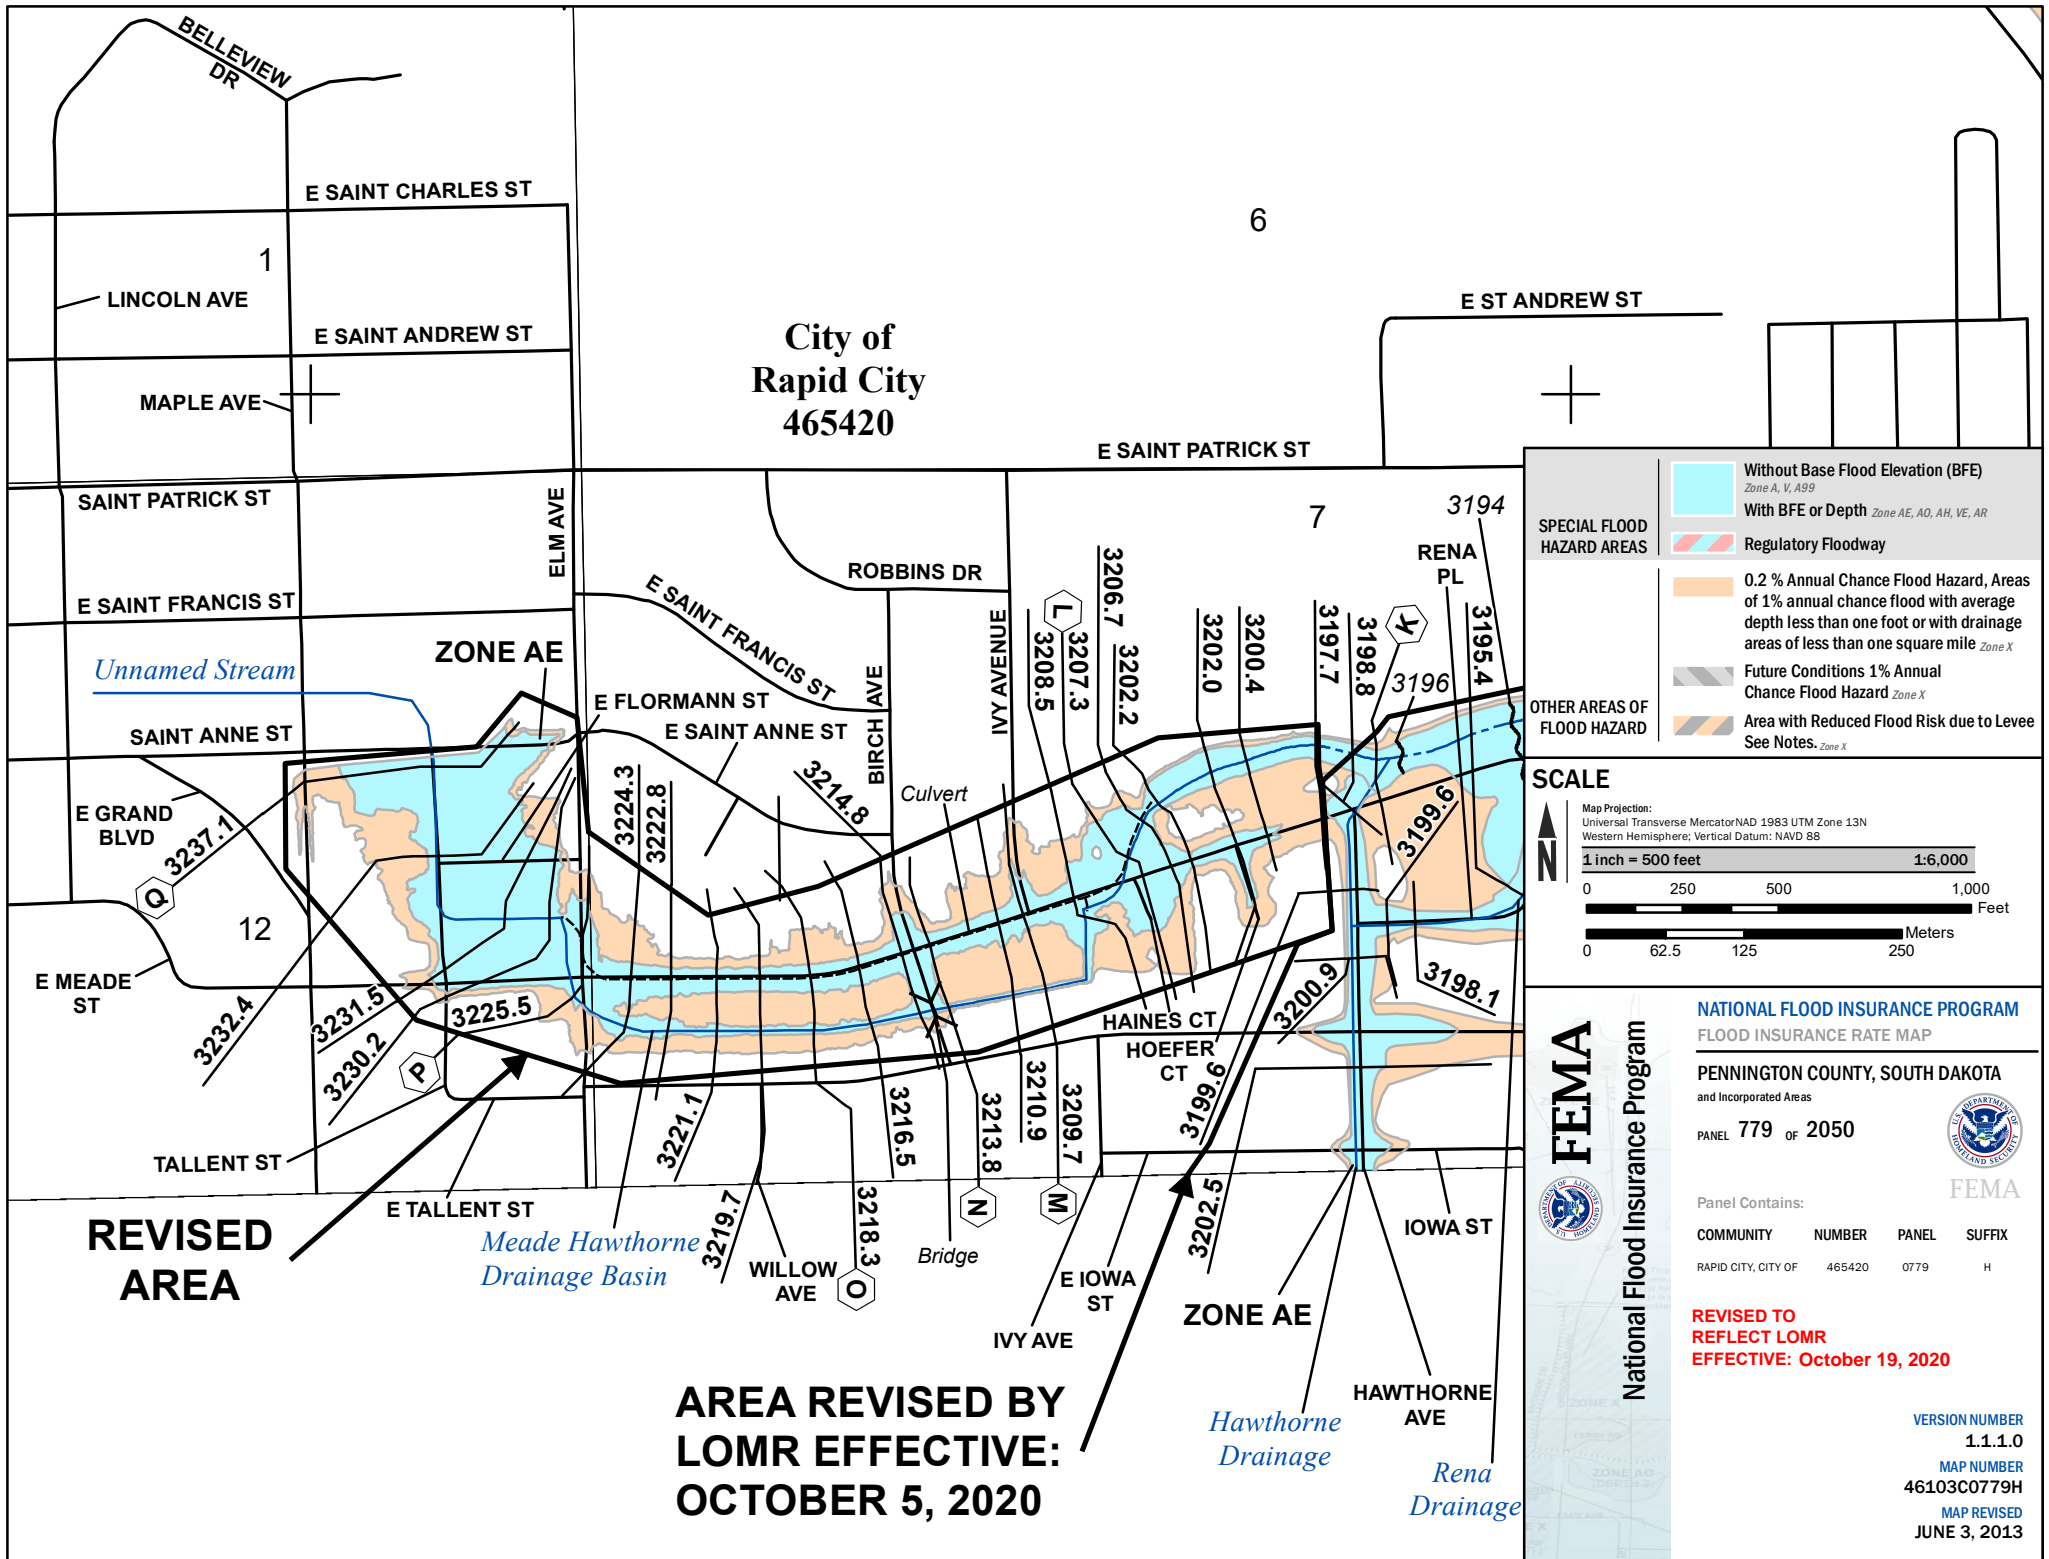 BELLEVIEW
DR
E SAINT CHARLES ST
1
6
LINCOLN AVE
E SAINT ANDREW ST
E ST ANDREW ST
MAPLE AVE
City of
Rapid City
465420
E SAINT PATRICK ST
SAINT PATRICK ST
ELM AVE
7
3194
RENA
PL
ROBBINS DR
E SAINT FRANCIS ST
E SAINT FRANCIS ST
IVY AVENUE
L
3206.7
3208.5
3207.3
3202.2
3202.0
3200.4
3197.7
3198.8
K
3195.4
3196
ZONE AE
Unnamed Stream
E FLORMANN ST
SAINT ANNE ST
E SAINT ANNE ST
BIRCH AVE
3224.3
3222.8
3214.8
Culvert
E GRAND
BLVD
Q
3237.1
3199.6
12
E MEADE
ST
3232.4
3231.5
3230.2
3225.5
P
HAINES CT
HOEFER
CT
3200.9
3198.1
3199.6
3221.1
3219.7
3218.3
O
3216.5
3213.8
N
3210.9
3209.7
M
3202.5
TALLENT ST
E TALLENT ST
REVISED
AREA
Meade Hawthorne
Drainage Basin
WILLOW
AVE
Bridge
E IOWA
ST
IOWA ST
IVY AVE
ZONE AE
HAWTHORNE
AVE
AREA REVISED BY
LOMR EFFECTIVE:
OCTOBER 5, 2020
Hawthorne
Drainage
Rena
Drainage
SPECIAL FLOOD
HAZARD AREAS
Without Base Flood Elevation (BFE)
Zone A, V, A99
With BFE or Depth Zone AE, AO, AH, VE, AR
Regulatory Floodway
OTHER AREAS OF
FLOOD HAZARD
0.2 % Annual Chance Flood Hazard, Areas
of 1% annual chance flood with average
depth less than one foot or with drainage
areas of less than one square mile Zone X
Future Conditions 1% Annual
Chance Flood Hazard Zone X
Area with Reduced Flood Risk due to Levee
See Notes. Zone X
SCALE
N
Map Projection:
Universal Transverse MercatorNAD 1983 UTM Zone 13N
Western Hemisphere; Vertical Datum: NAVD 88
1 inch = 500 feet 1:6,000
0 250 500 1,000
Feet
Meters
0 62.5 125 250
FEMA
National Flood Insurance Program
NATIONAL FLOOD INSURANCE PROGRAM
FLOOD INSURANCE RATE MAP
PENNINGTON COUNTY, SOUTH DAKOTA
and Incorporated Areas
PANEL 779 OF 2050
U.S. DEPARTMENT OF
HOMELAND SECURITY
FEMA
Panel Contains:
COMMUNITY NUMBER PANEL SUFFIX
RAPID CITY, CITY OF 465420 0779 H
REVISED TO
REFLECT LOMR
EFFECTIVE: October 19, 2020
VERSION NUMBER
1.1.1.0
MAP NUMBER
46103C0779H
MAP REVISED
JUNE 3, 2013